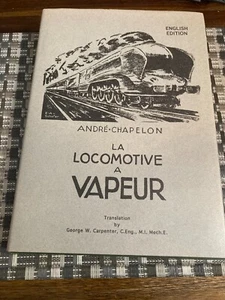 ENGLISH
EDITION
ANDRÉ·CHAPELON
LA
LOCOMOTIVE
A
VAPEUR
Translation
by
George W. Carpenter, C.Eng., M.I. Mech.E.